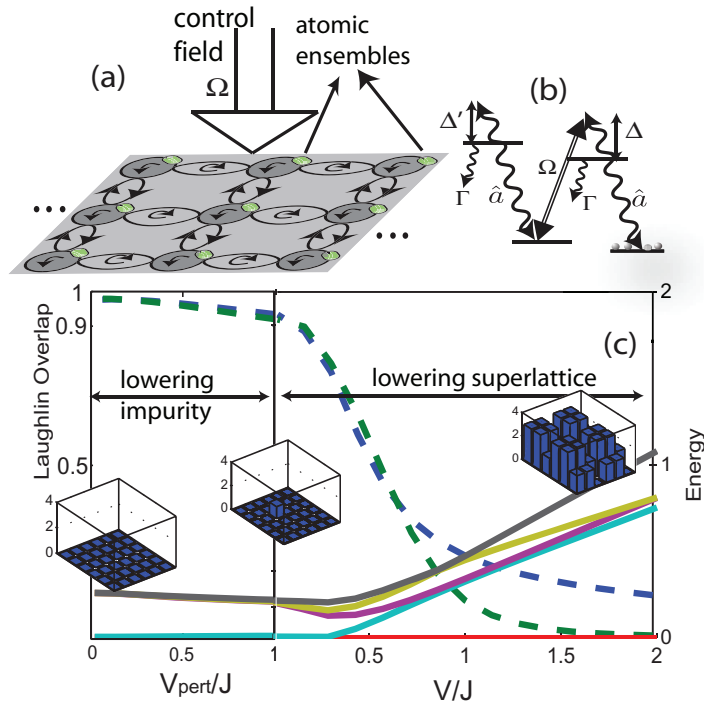 control
field
Ω
atomic
ensembles
(a)
(b)
Δ'
Γ
â
Ω
Δ
Γ
â
...
...
Laughlin Overlap
1
0.9
0.5
0
0.5
1
0.5
1
1.5
2
V_pert/J
V/J
2
1
0
Energy
(c)
lowering
impurity
lowering superlattice
4
2
0
4
2
0
4
2
0